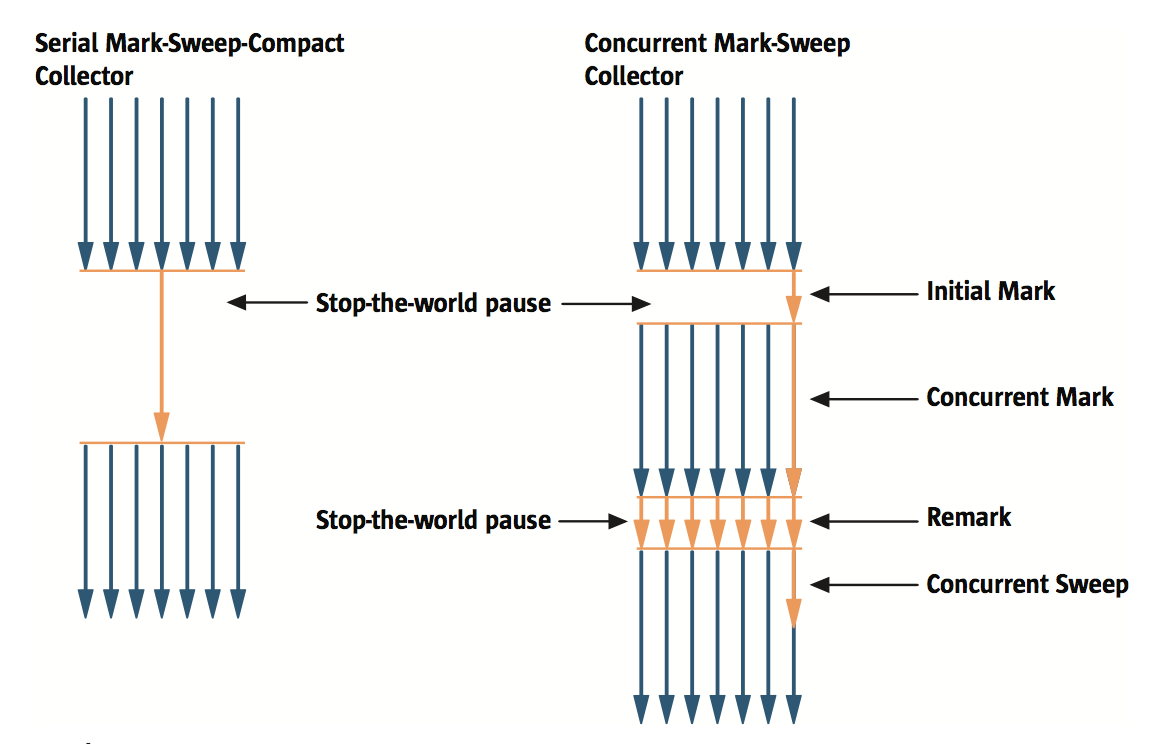 Serial Mark-Sweep-Compact
Collector
Concurrent Mark-Sweep
Collector
Stop-the-world pause
Initial Mark
Concurrent Mark
Stop-the-world pause
Remark
Concurrent Sweep